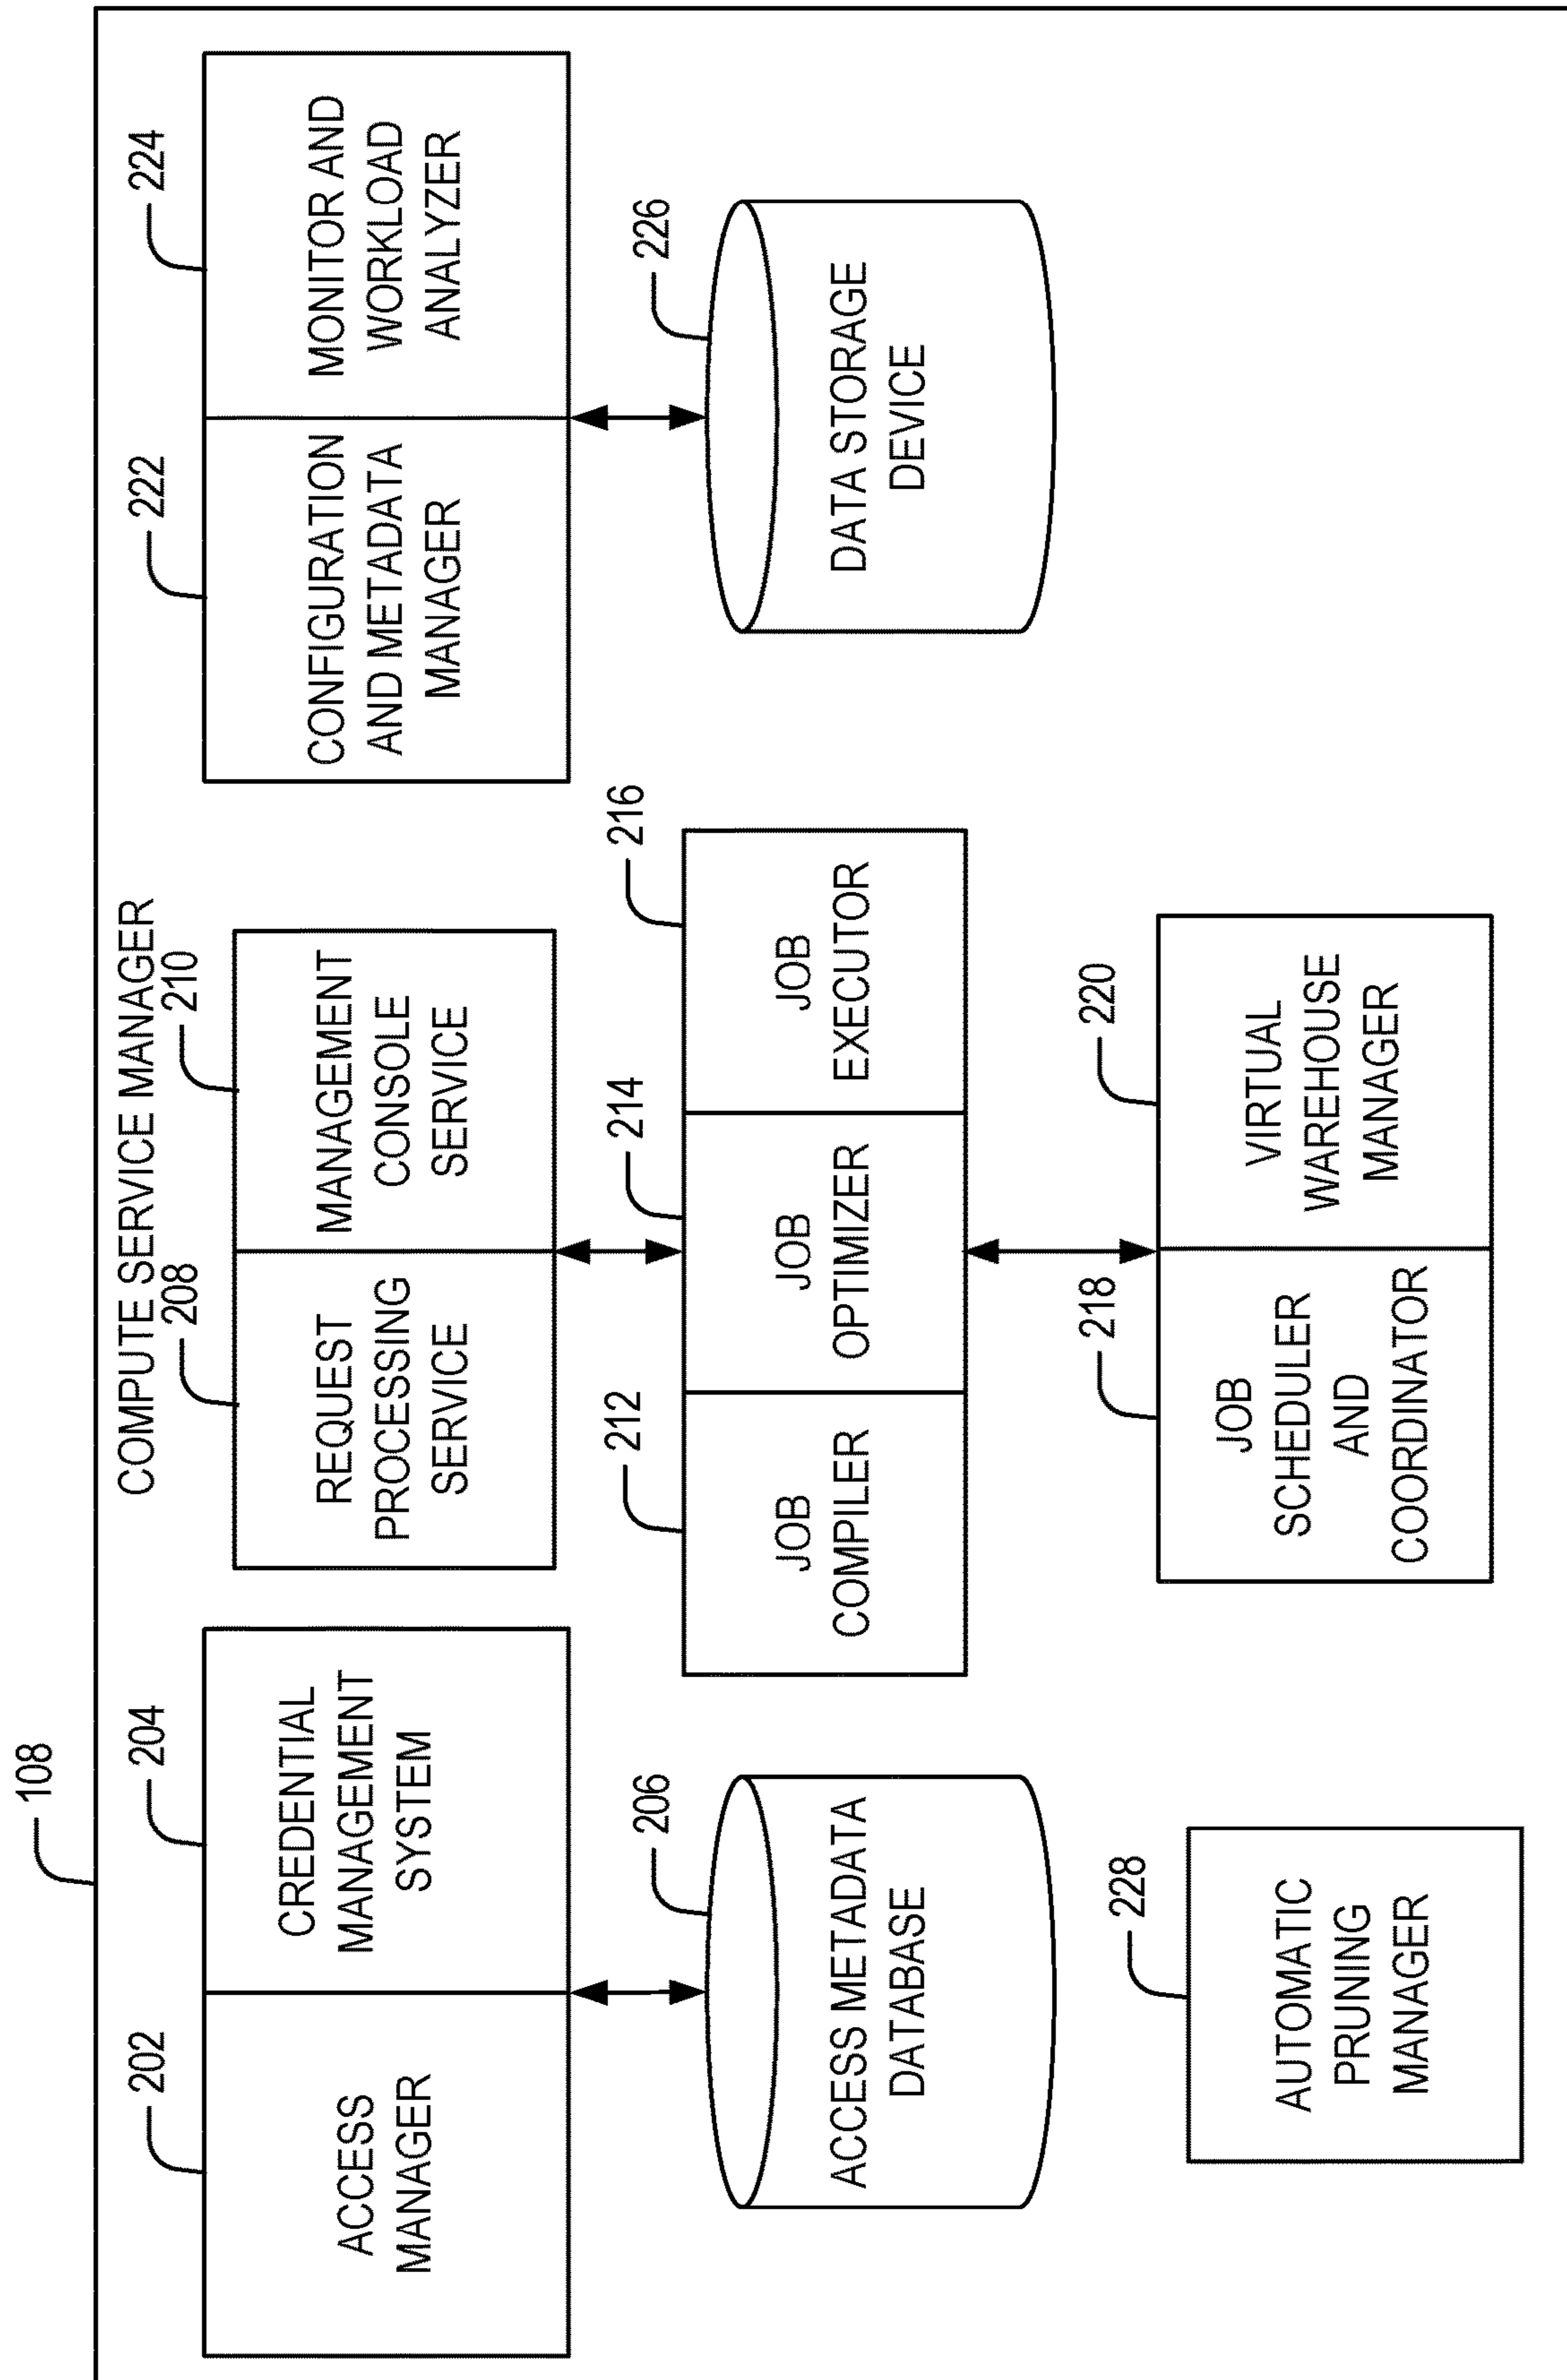 108
COMPUTE SERVICE MANAGER
202
ACCESS
MANAGER
204
CREDENTIAL
MANAGEMENT
SYSTEM
208
REQUEST
PROCESSING
SERVICE
210
MANAGEMENT
CONSOLE
SERVICE
222
CONFIGURATION
AND METADATA
MANAGER
224
MONITOR AND
WORKLOAD
ANALYZER
206
ACCESS METADATA
DATABASE
212
JOB
COMPILER
214
JOB
OPTIMIZER
216
JOB
EXECUTOR
226
DATA STORAGE
DEVICE
228
AUTOMATIC
PRUNING
MANAGER
218
JOB
SCHEDULER
AND
COORDINATOR
220
VIRTUAL
WAREHOUSE
MANAGER